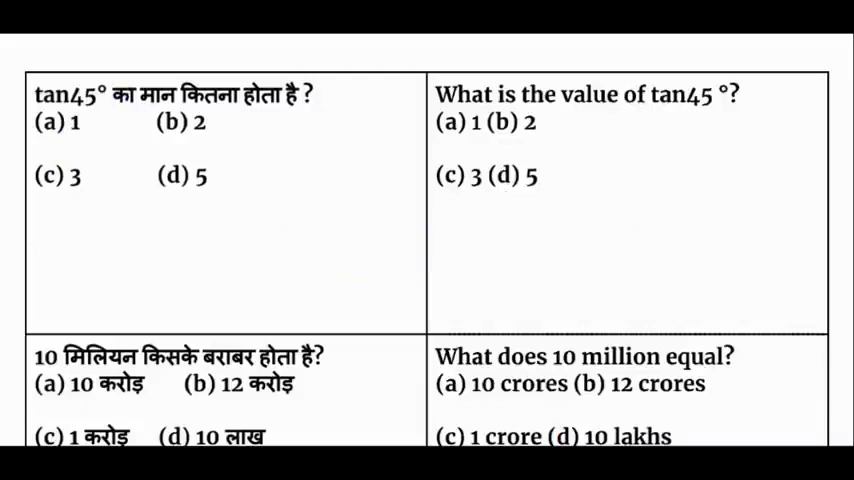 tan45° का मान कितना होता है ?
(a) 1 (b) 2
(c) 3 (d) 5
What is the value of tan45 °?
(a) 1 (b) 2
(c) 3 (d) 5
10 मिलियन किसके बराबर होता है?
(a) 10 करोड़ (b) 12 करोड़
(c) 1 करोड़ (d) 10 लाख
What does 10 million equal?
(a) 10 crores (b) 12 crores
(c) 1 crore (d) 10 lakhs